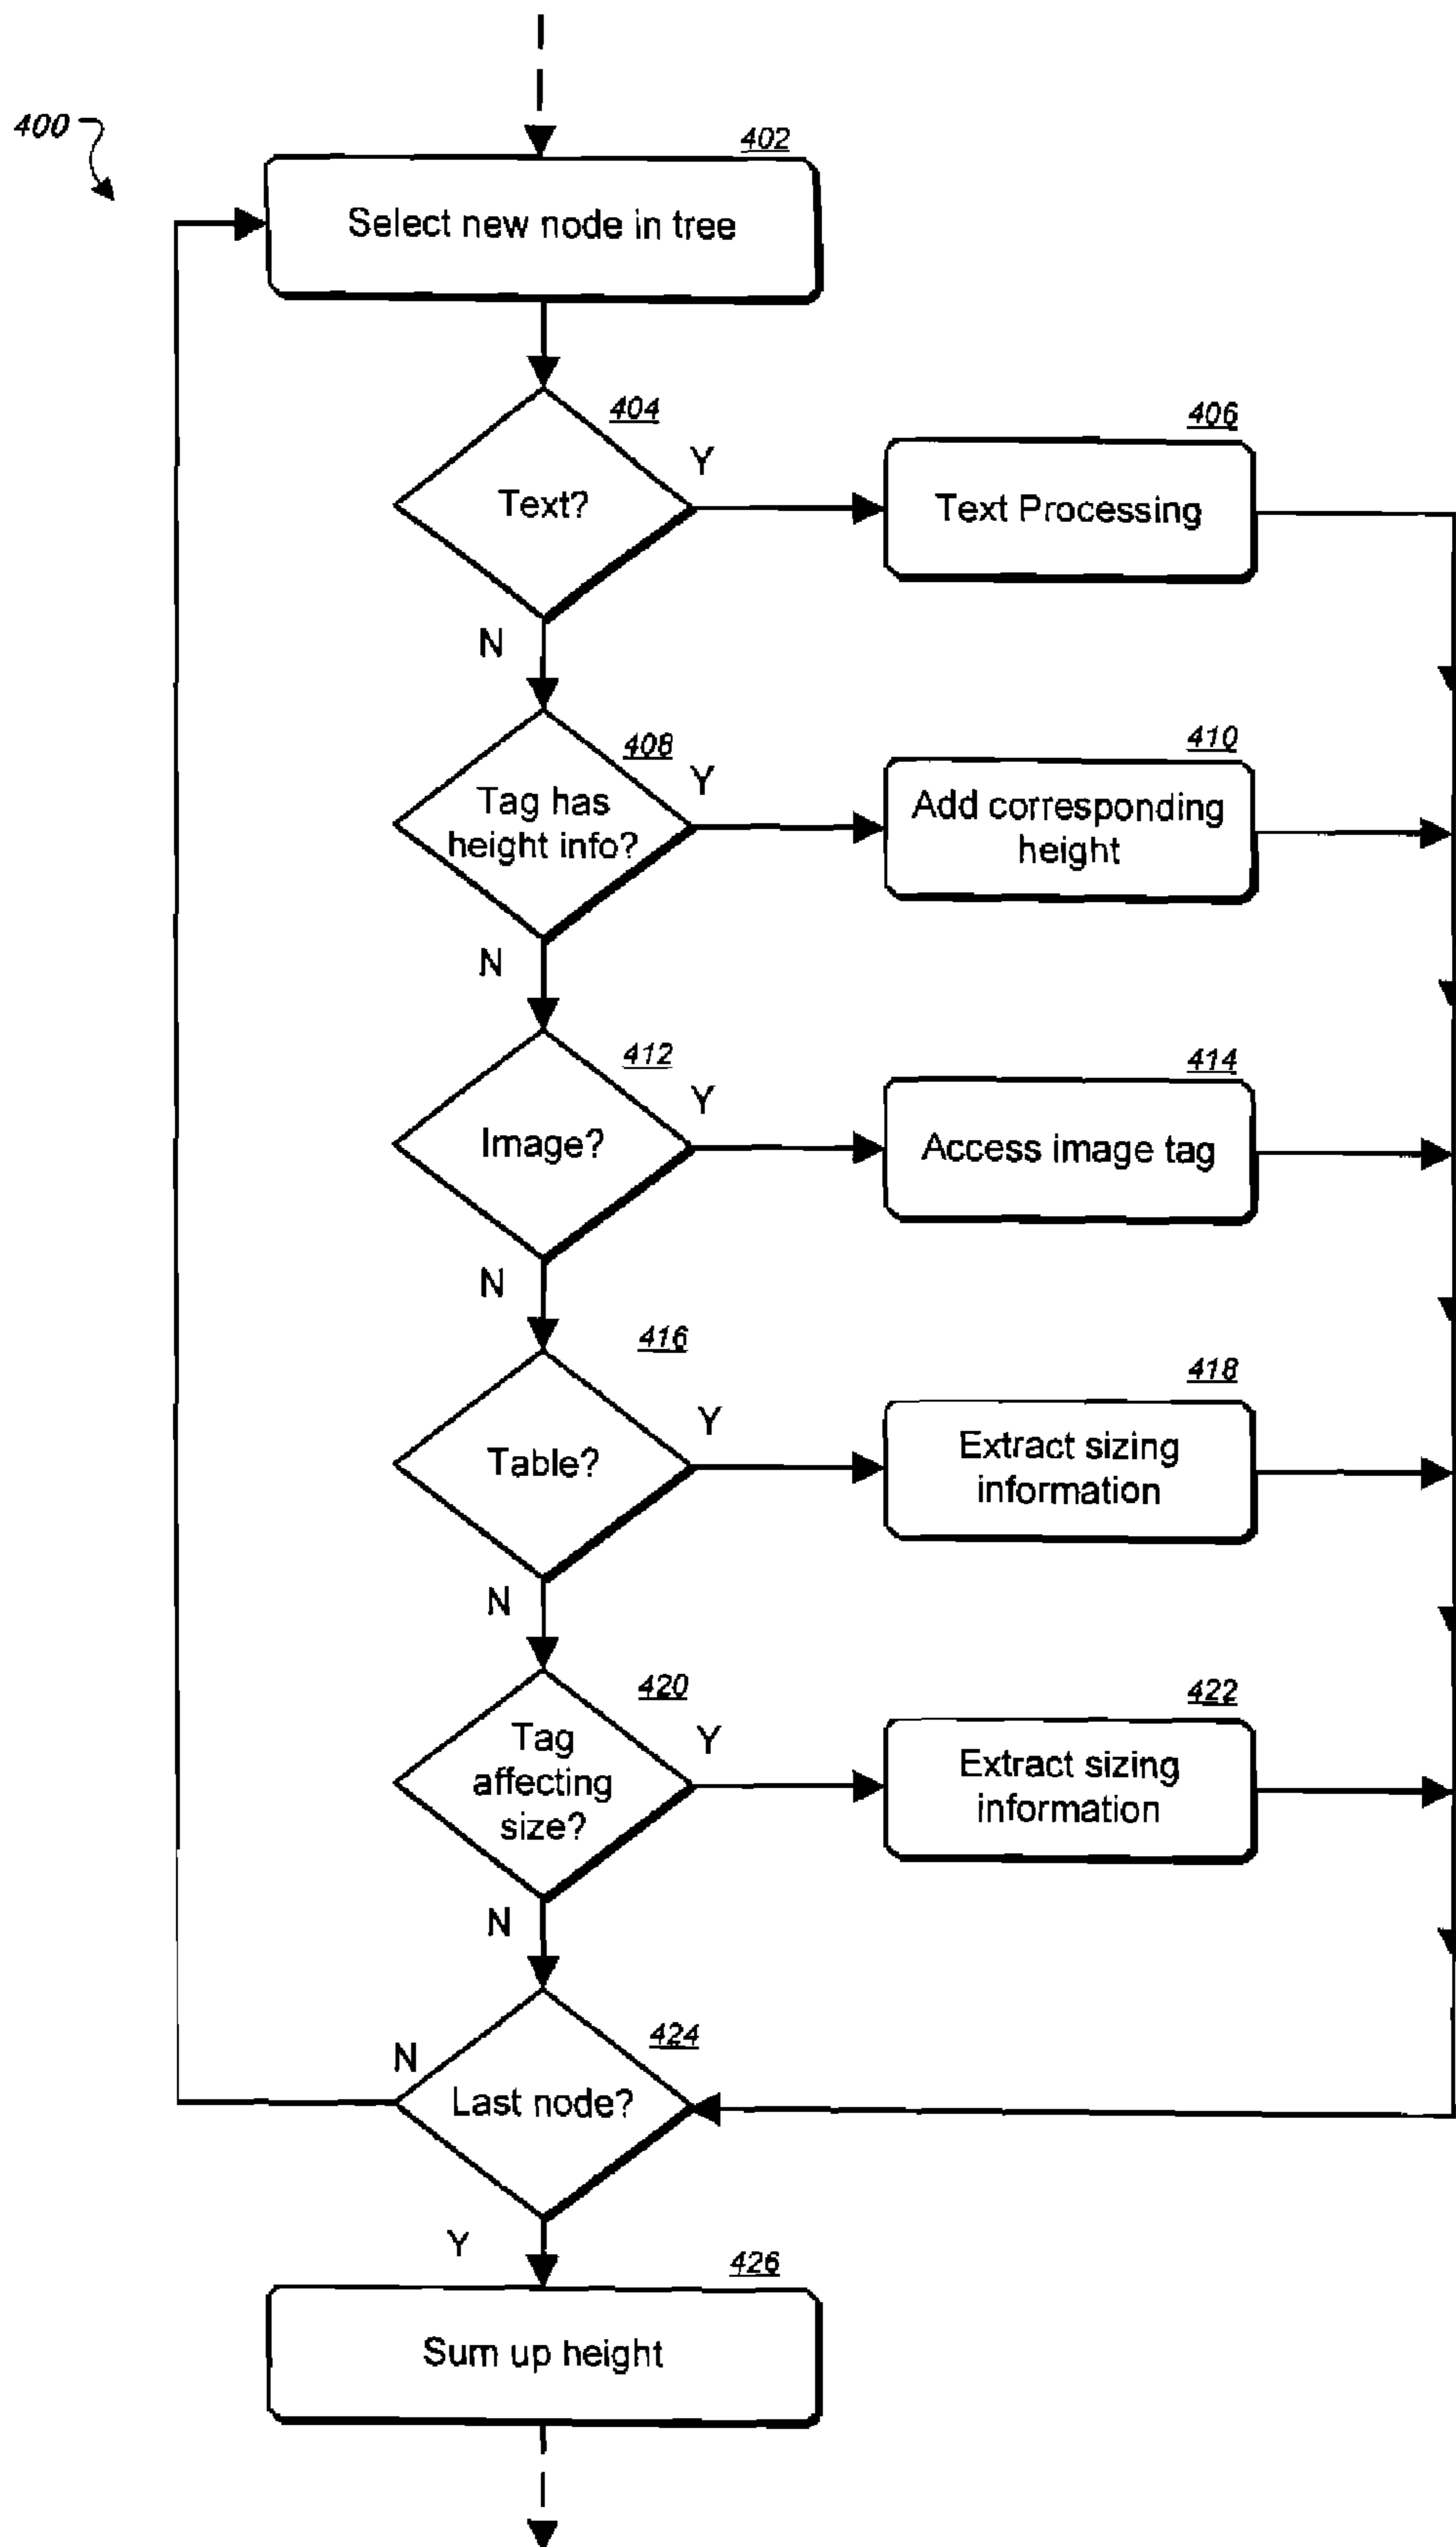 400
402
Select new node in tree
404
Text?
Y
406
Text Processing
N
408
Tag has
height info?
Y
410
Add corresponding
height
N
412
Image?
Y
414
Access image tag
N
416
Table?
Y
418
Extract sizing
information
N
420
Tag
affecting
size?
Y
422
Extract sizing
information
N
424
Last node?
N
Y
426
Sum up height